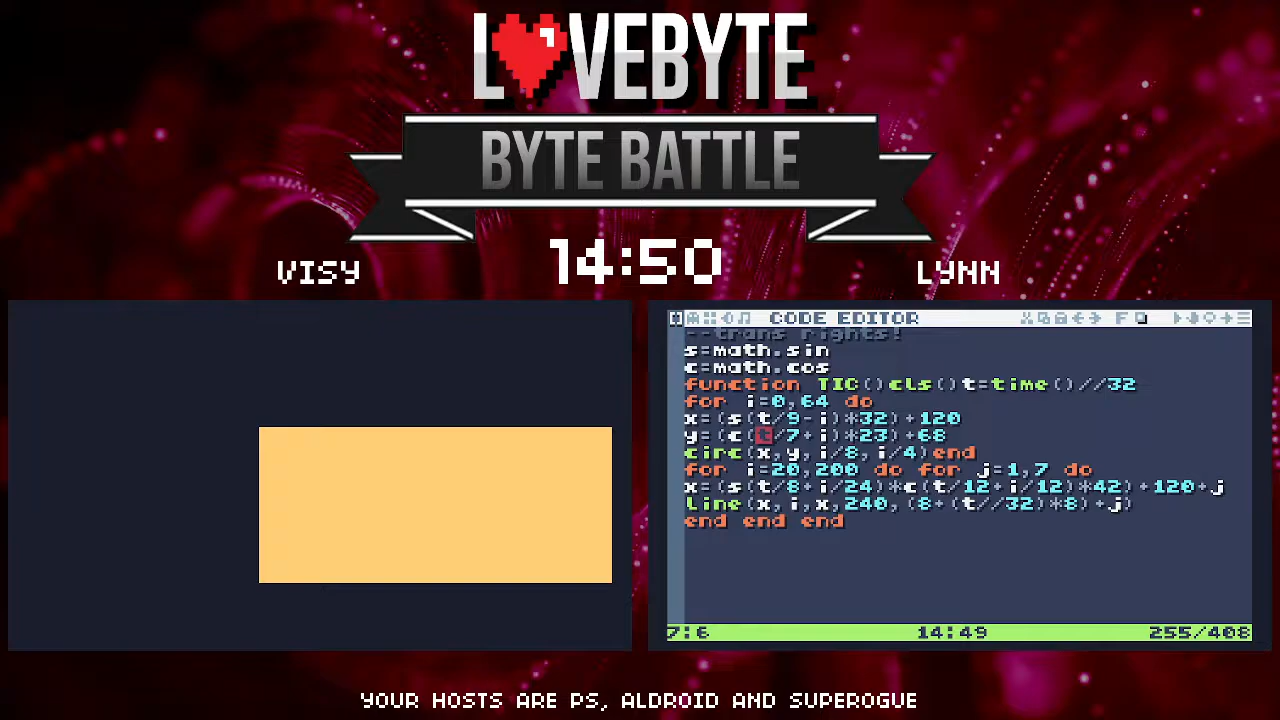 LOVEBYTE
BYTE BATTLE
14:50
VISY
LYNN
CODE EDITOR
F
--trans rights!
s=math.sin
c=math.cos
function TIC()cls()t=time()//32
for i=0,64 do
x=(s(t/9-i)*32)+120
y=(c(t/7+i)*23)+68
circ(x,y,i/8,i/4)end
for i=20,200 do for j=1,7 do
x=(s(t/8+i/24)*c(t/12+i/12)*42)+120+j
line(x,i,x,240,(8+(t//32)*8)+j)
end end end
7:6 14:49 255/408
YOUR HOSTS ARE PS, ALDROID AND SUPEROGUE